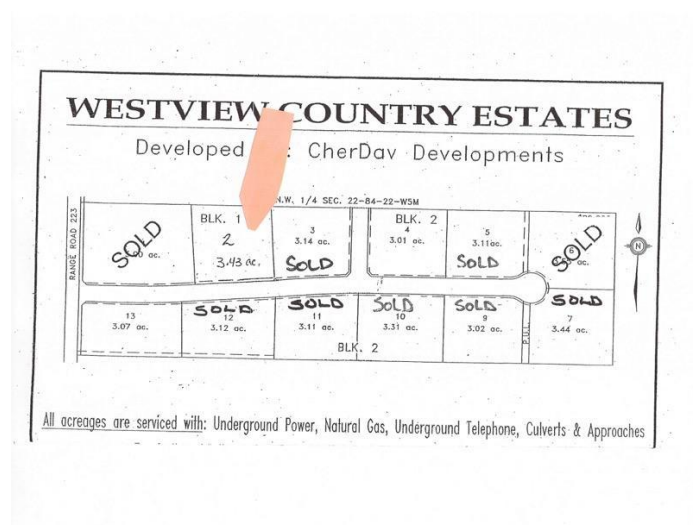 WESTVIEW COUNTRY ESTATES
Developed : CherDav Developments
N.W. 1/4 SEC. 22-84-22-W5M
RANGE ROAD 223
BLK. 1
BLK. 2
SOLD
ac.
2
3.43 ac.
3
3.14 ac.
SOLD
4
3.01 ac.
5
3.11 ac.
SOLD
6
SOLD
ac.
N
13
3.07 ac.
SOLD
12
3.12 ac.
SOLD
11
3.11 ac.
SOLD
10
3.31 ac.
SOLD
9
3.02 ac.
P.U.L.
SOLD
7
3.44 ac.
BLK. 2
All acreages are serviced with: Underground Power, Natural Gas, Underground Telephone, Culverts & Approaches